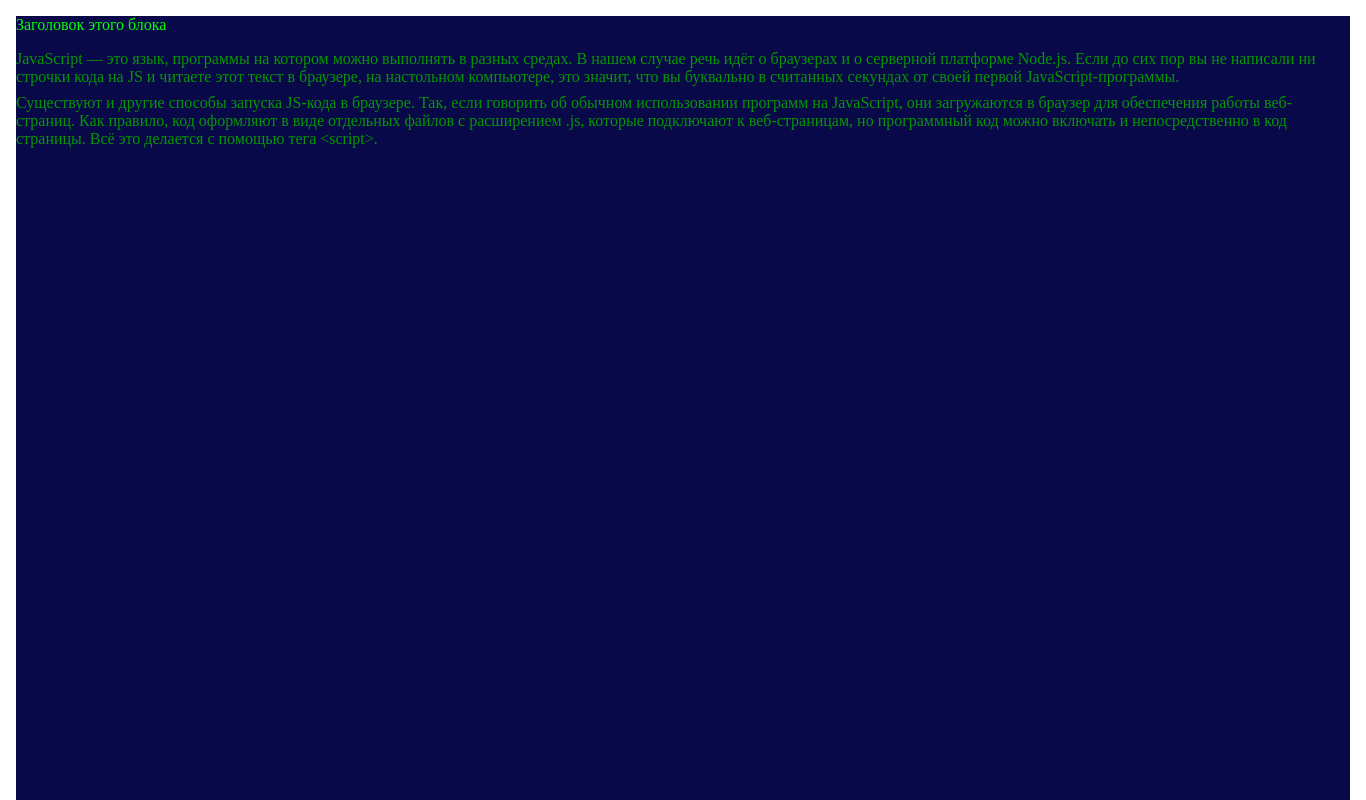 Заголовок этого блока
JavaScript — это язык, программы на котором можно выполнять в разных средах. В нашем случае речь идёт о браузерах и о серверной платформе Node.js. Если до сих пор вы не написали ни
строчки кода на JS и читаете этот текст в браузере, на настольном компьютере, это значит, что вы буквально в считанных секундах от своей первой JavaScript-программы.
Существуют и другие способы запуска JS-кода в браузере. Так, если говорить об обычном использовании программ на JavaScript, они загружаются в браузер для обеспечения работы веб-
страниц. Как правило, код оформляют в виде отдельных файлов с расширением .js, которые подключают к веб-страницам, но программный код можно включать и непосредственно в код
страницы. Всё это делается с помощью тега <script>.